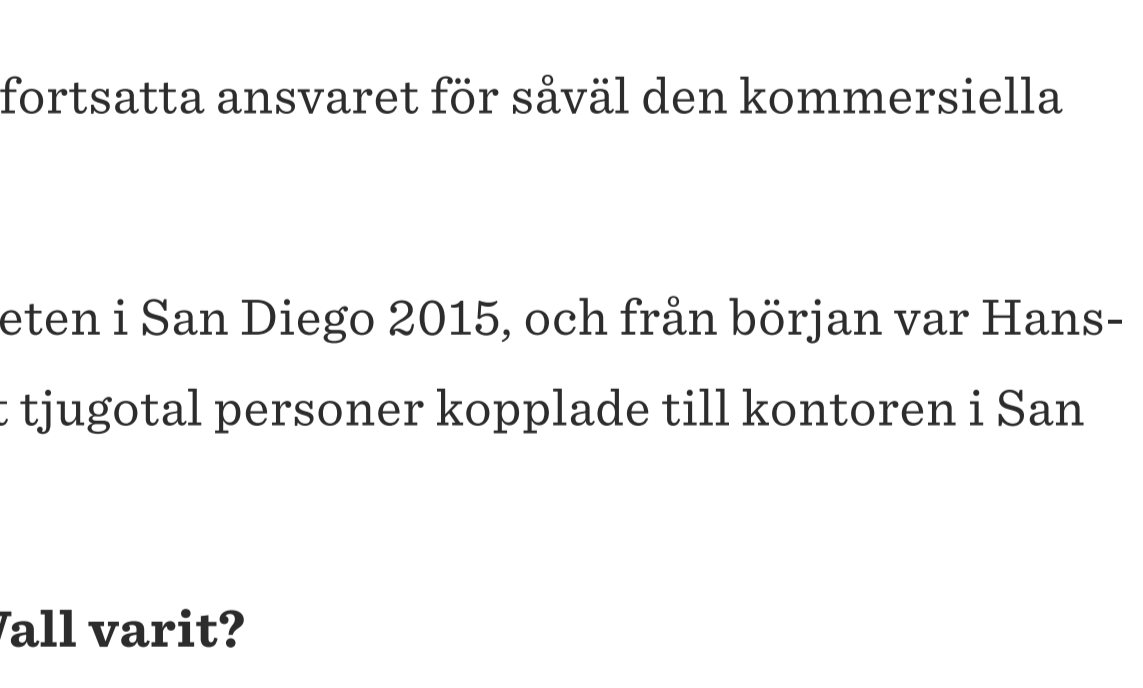 fortsatta ansvaret för såväl den kommersiella
eten i San Diego 2015, och från början var Hans-
tjugotal personer kopplade till kontoren i San
all varit?